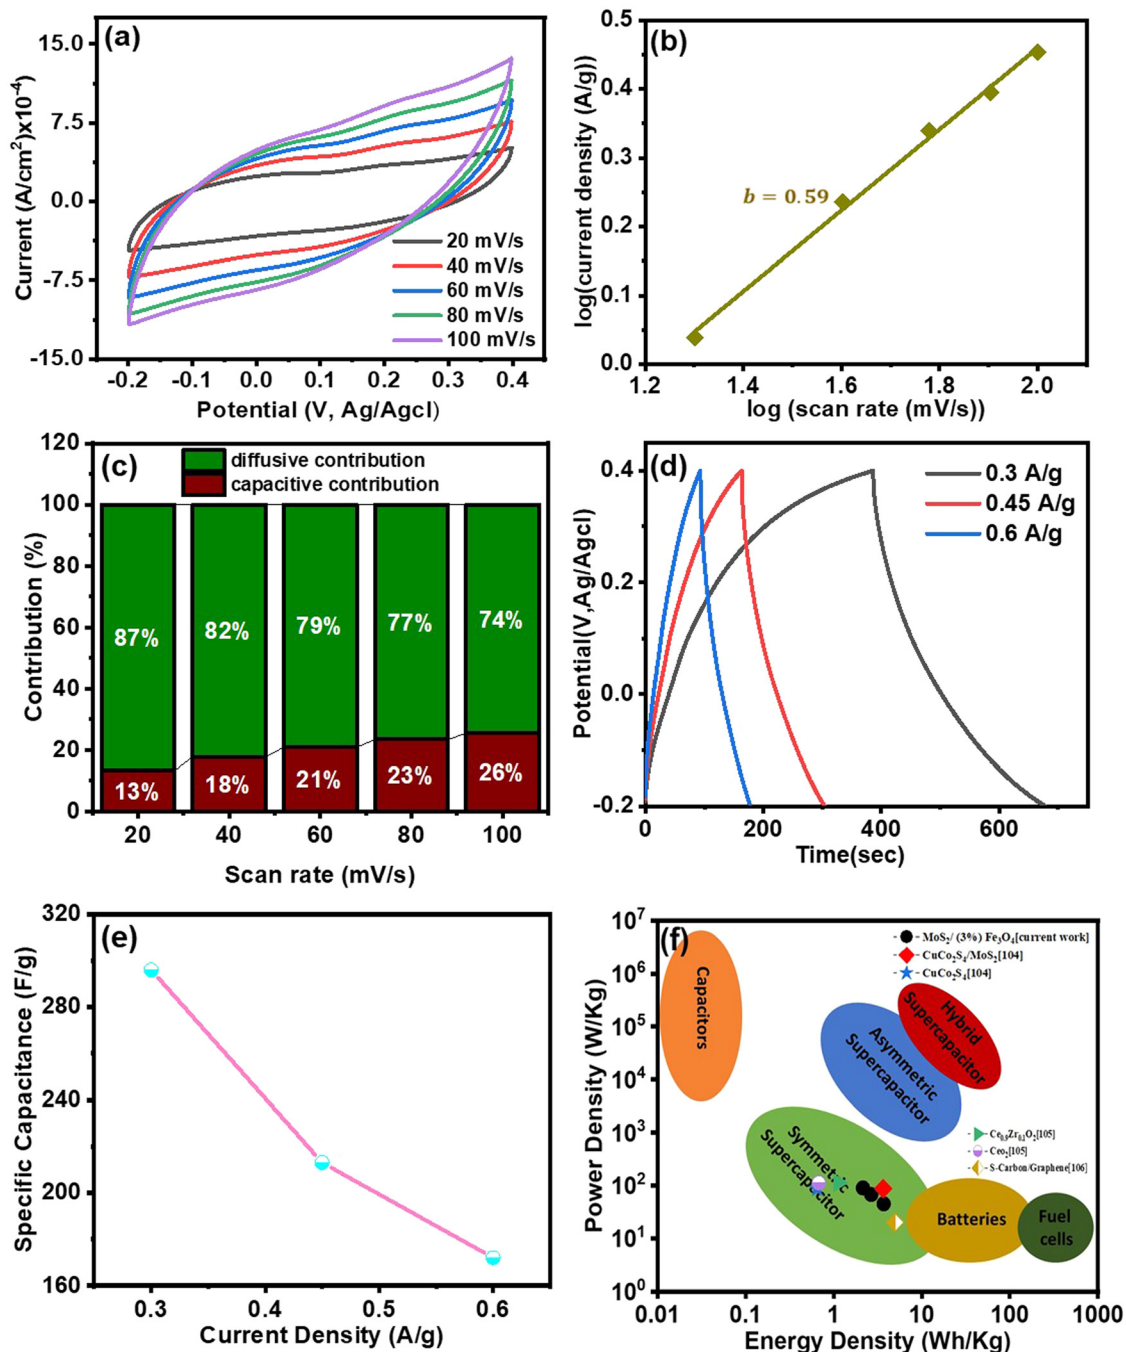 (a)
15.0
7.5
0.0
-7.5
-15.0
Current (A/cm²)x10⁻⁴
20 mV/s
40 mV/s
60 mV/s
80 mV/s
100 mV/s
-0.2 -0.1 0.0 0.1 0.2 0.3 0.4
Potential (V, Ag/Agcl)
(b)
0.5
0.4
0.3
0.2
0.1
0.0
log(current density (A/g))
b = 0.59
1.2 1.4 1.6 1.8 2.0
log (scan rate (mV/s))
(c)
120
100
80
60
40
20
0
Contribution (%)
diffusive contribution
capacitive contribution
87% 82% 79% 77% 74%
13% 18% 21% 23% 26%
20 40 60 80 100
Scan rate (mV/s)
(d)
0.4
0.2
0.0
-0.2
Potential(V,Ag/Agcl)
0.3 A/g
0.45 A/g
0.6 A/g
0 200 400 600
Time(sec)
(e)
320
280
240
200
160
Specific Capacitance (F/g)
0.3 0.4 0.5 0.6
Current Density (A/g)
(f)
10⁷
10⁶
10⁵
10⁴
10³
10²
10¹
10⁰
Power Density (W/Kg)
MoS₂/ (3%) Fe₃O₄[current work]
CuCo₂S₄/MoS₂[104]
CuCo₂S₄[104]
Capacitors
Hybrid
Supercapacitor
Asymmetric
Supercapacitor
Ce₀.₉Zr₀.₁O₂[105]
Ceo₂[105]
S-Carbon/Graphene[106]
Symmetric
Supercapacitor
Batteries
Fuel
cells
0.01 0.1 1 10 100 1000
Energy Density (Wh/Kg)